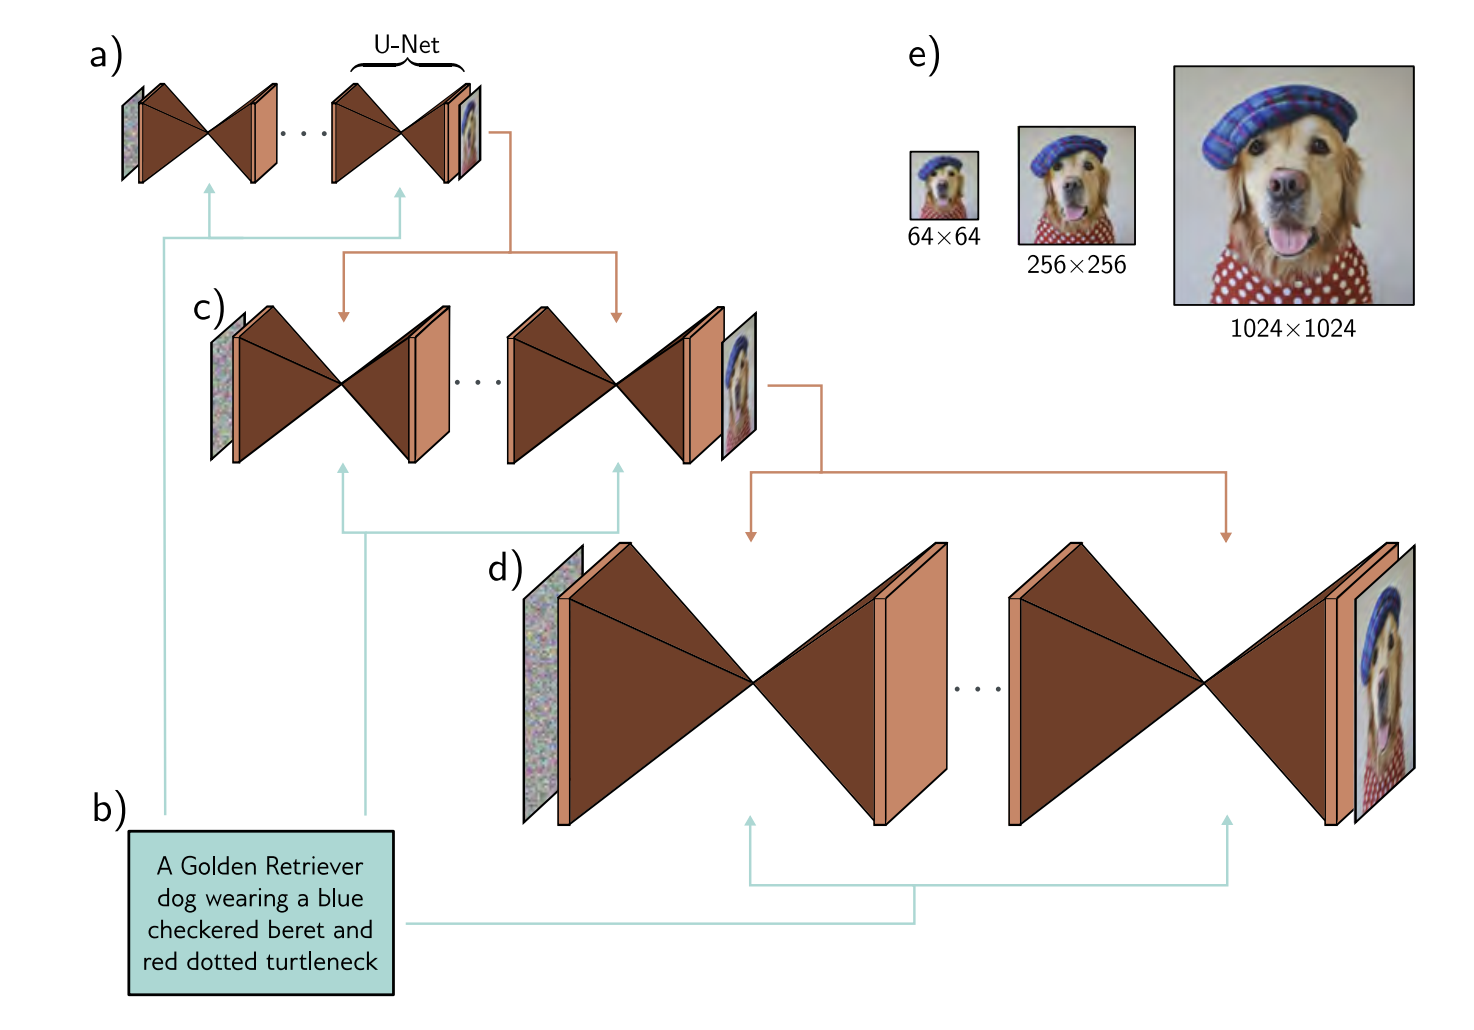 a)
U-Net
e)
64×64
256×256
1024×1024
c)
d)
b)
A Golden Retriever
dog wearing a blue
checkered beret and
red dotted turtleneck